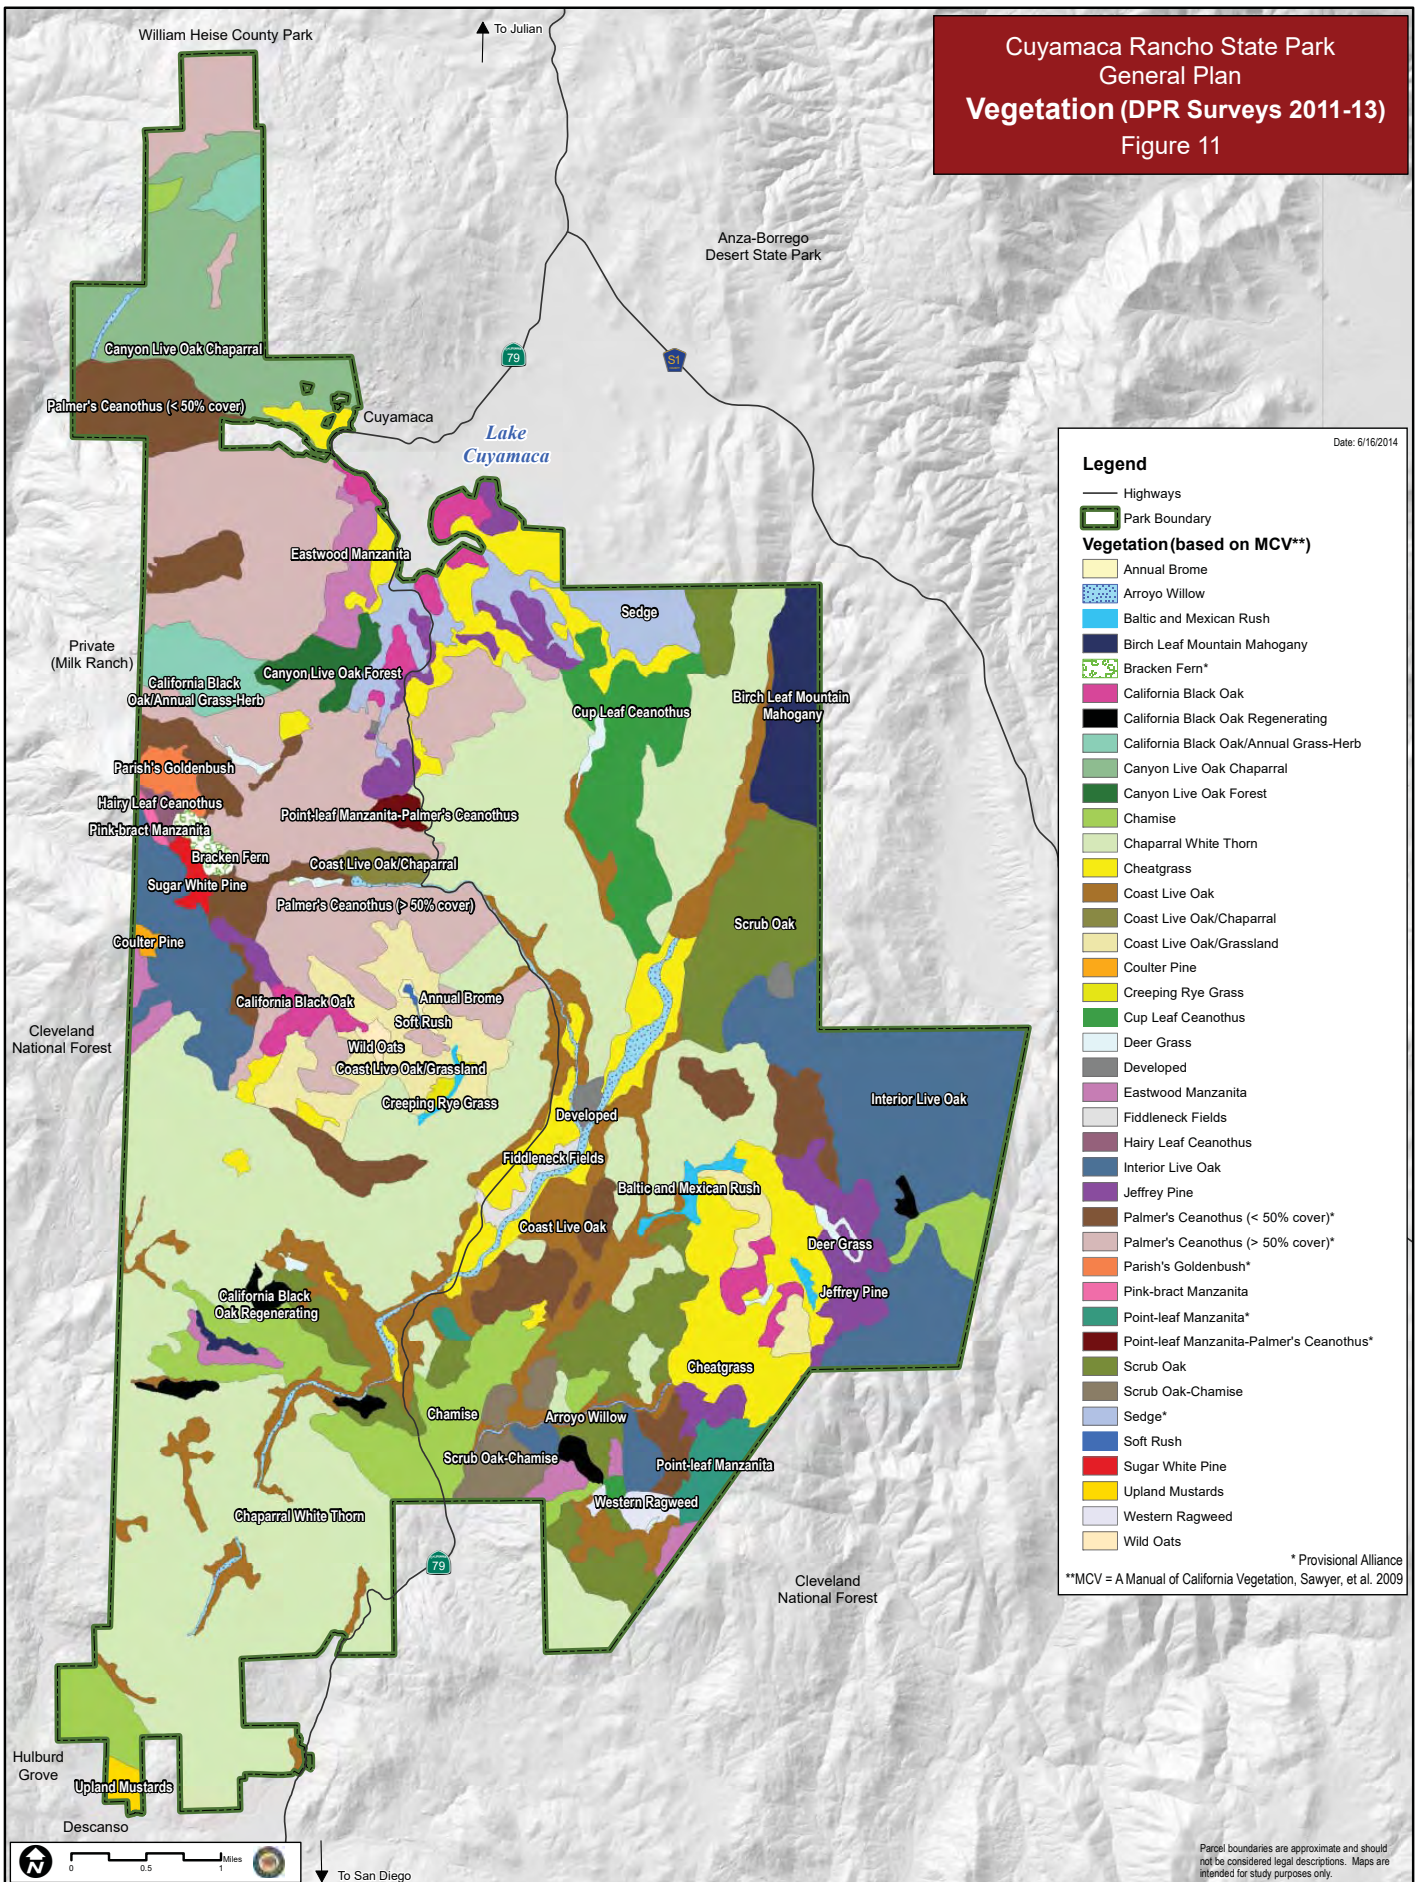 William Heise County Park
To Julian
Cuyamaca Rancho State Park
General Plan
Vegetation (DPR Surveys 2011-13)
Figure 11
Anza-Borrego
Desert State Park
79
S1
Canyon Live Oak Chaparral
Palmer's Ceanothus (< 50% cover)
Cuyamaca
Lake
Cuyamaca
Eastwood Manzanita
Sedge
Private
(Milk Ranch)
California Black
Oak/Annual Grass-Herb
Canyon Live Oak Forest
Cup Leaf Ceanothus
Birch Leaf Mountain
Mahogany
Parish's Goldenbush
Hairy Leaf Ceanothus
Point-leaf Manzanita-Palmer's Ceanothus
Pink-bract Manzanita
Bracken Fern
Coast Live Oak/Chaparral
Sugar White Pine
Palmer's Ceanothus (> 50% cover)
Scrub Oak
Coulter Pine
California Black Oak
Annual Brome
Soft Rush
Cleveland
National Forest
Wild Oats
Coast Live Oak/Grassland
Creeping Rye Grass
Interior Live Oak
Developed
Fiddleneck Fields
Baltic and Mexican Rush
Coast Live Oak
Deer Grass
California Black
Oak Regenerating
Jeffrey Pine
Cheatgrass
Chamise
Arroyo Willow
Scrub Oak-Chamise
Point-leaf Manzanita
Western Ragweed
Chaparral White Thorn
79
Cleveland
National Forest
Hulburd
Grove
Upland Mustards
Descanso
N
0
0.5
1
Miles
To San Diego
Date: 6/16/2014
Legend
Highways
Park Boundary
Vegetation (based on MCV**)
Annual Brome
Arroyo Willow
Baltic and Mexican Rush
Birch Leaf Mountain Mahogany
Bracken Fern*
California Black Oak
California Black Oak Regenerating
California Black Oak/Annual Grass-Herb
Canyon Live Oak Chaparral
Canyon Live Oak Forest
Chamise
Chaparral White Thorn
Cheatgrass
Coast Live Oak
Coast Live Oak/Chaparral
Coast Live Oak/Grassland
Coulter Pine
Creeping Rye Grass
Cup Leaf Ceanothus
Deer Grass
Developed
Eastwood Manzanita
Fiddleneck Fields
Hairy Leaf Ceanothus
Interior Live Oak
Jeffrey Pine
Palmer's Ceanothus (< 50% cover)*
Palmer's Ceanothus (> 50% cover)*
Parish's Goldenbush*
Pink-bract Manzanita
Point-leaf Manzanita*
Point-leaf Manzanita-Palmer's Ceanothus*
Scrub Oak
Scrub Oak-Chamise
Sedge*
Soft Rush
Sugar White Pine
Upland Mustards
Western Ragweed
Wild Oats
* Provisional Alliance
**MCV = A Manual of California Vegetation, Sawyer, et al. 2009
Parcel boundaries are approximate and should
not be considered legal descriptions. Maps are
intended for study purposes only.